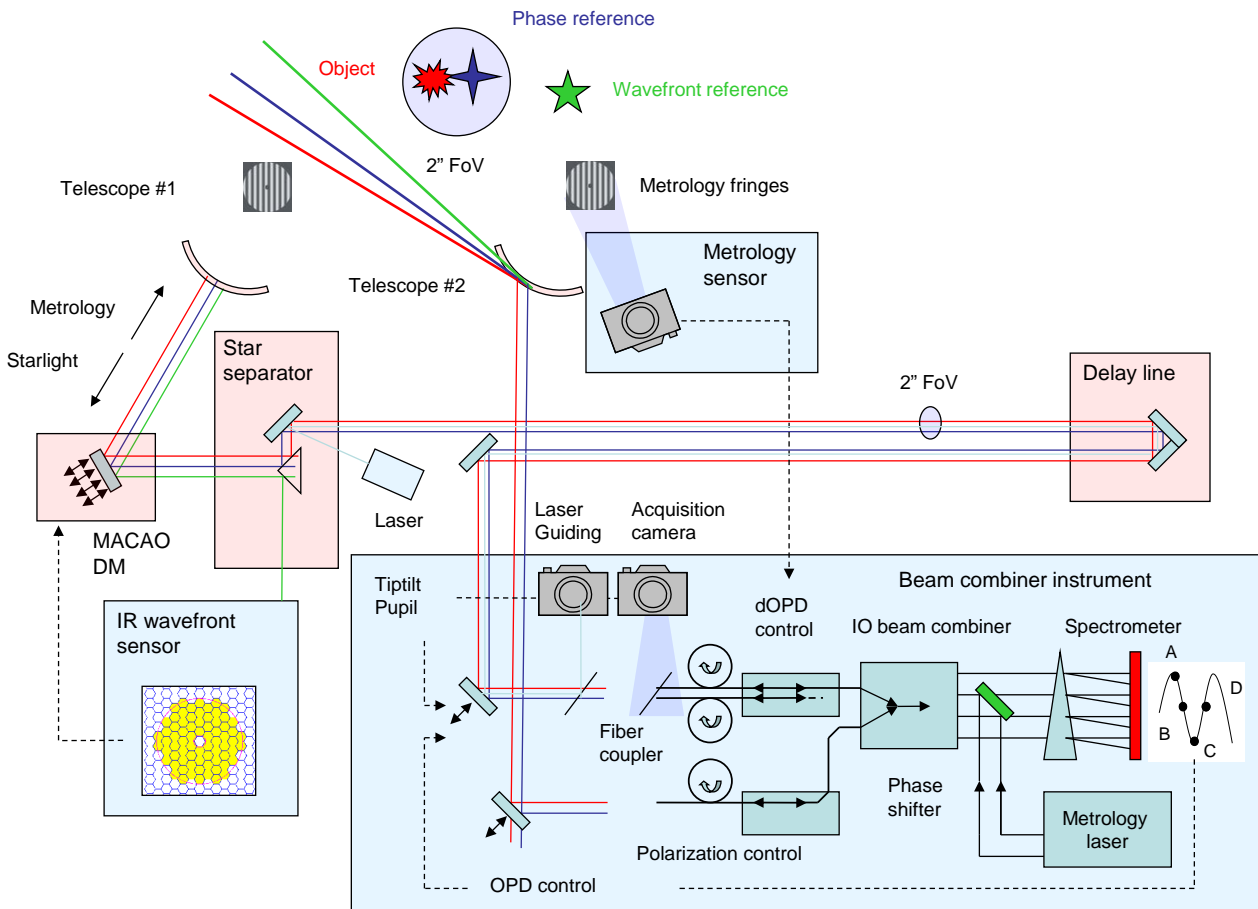 Phase reference
Object
Wavefront reference
2” FoV
Telescope #1
Metrology fringes
Metrology
sensor
Telescope #2
Metrology
Starlight
Star
separator
2” FoV
Delay line
Laser
MACAO
DM
Laser
Guiding
Acquisition
camera
Tiptilt
Pupil
Beam combiner instrument
dOPD
control
IO beam combiner
Spectrometer
IR wavefront
sensor
A
D
B
C
Fiber
coupler
Phase
shifter
Metrology
laser
Polarization control
OPD control